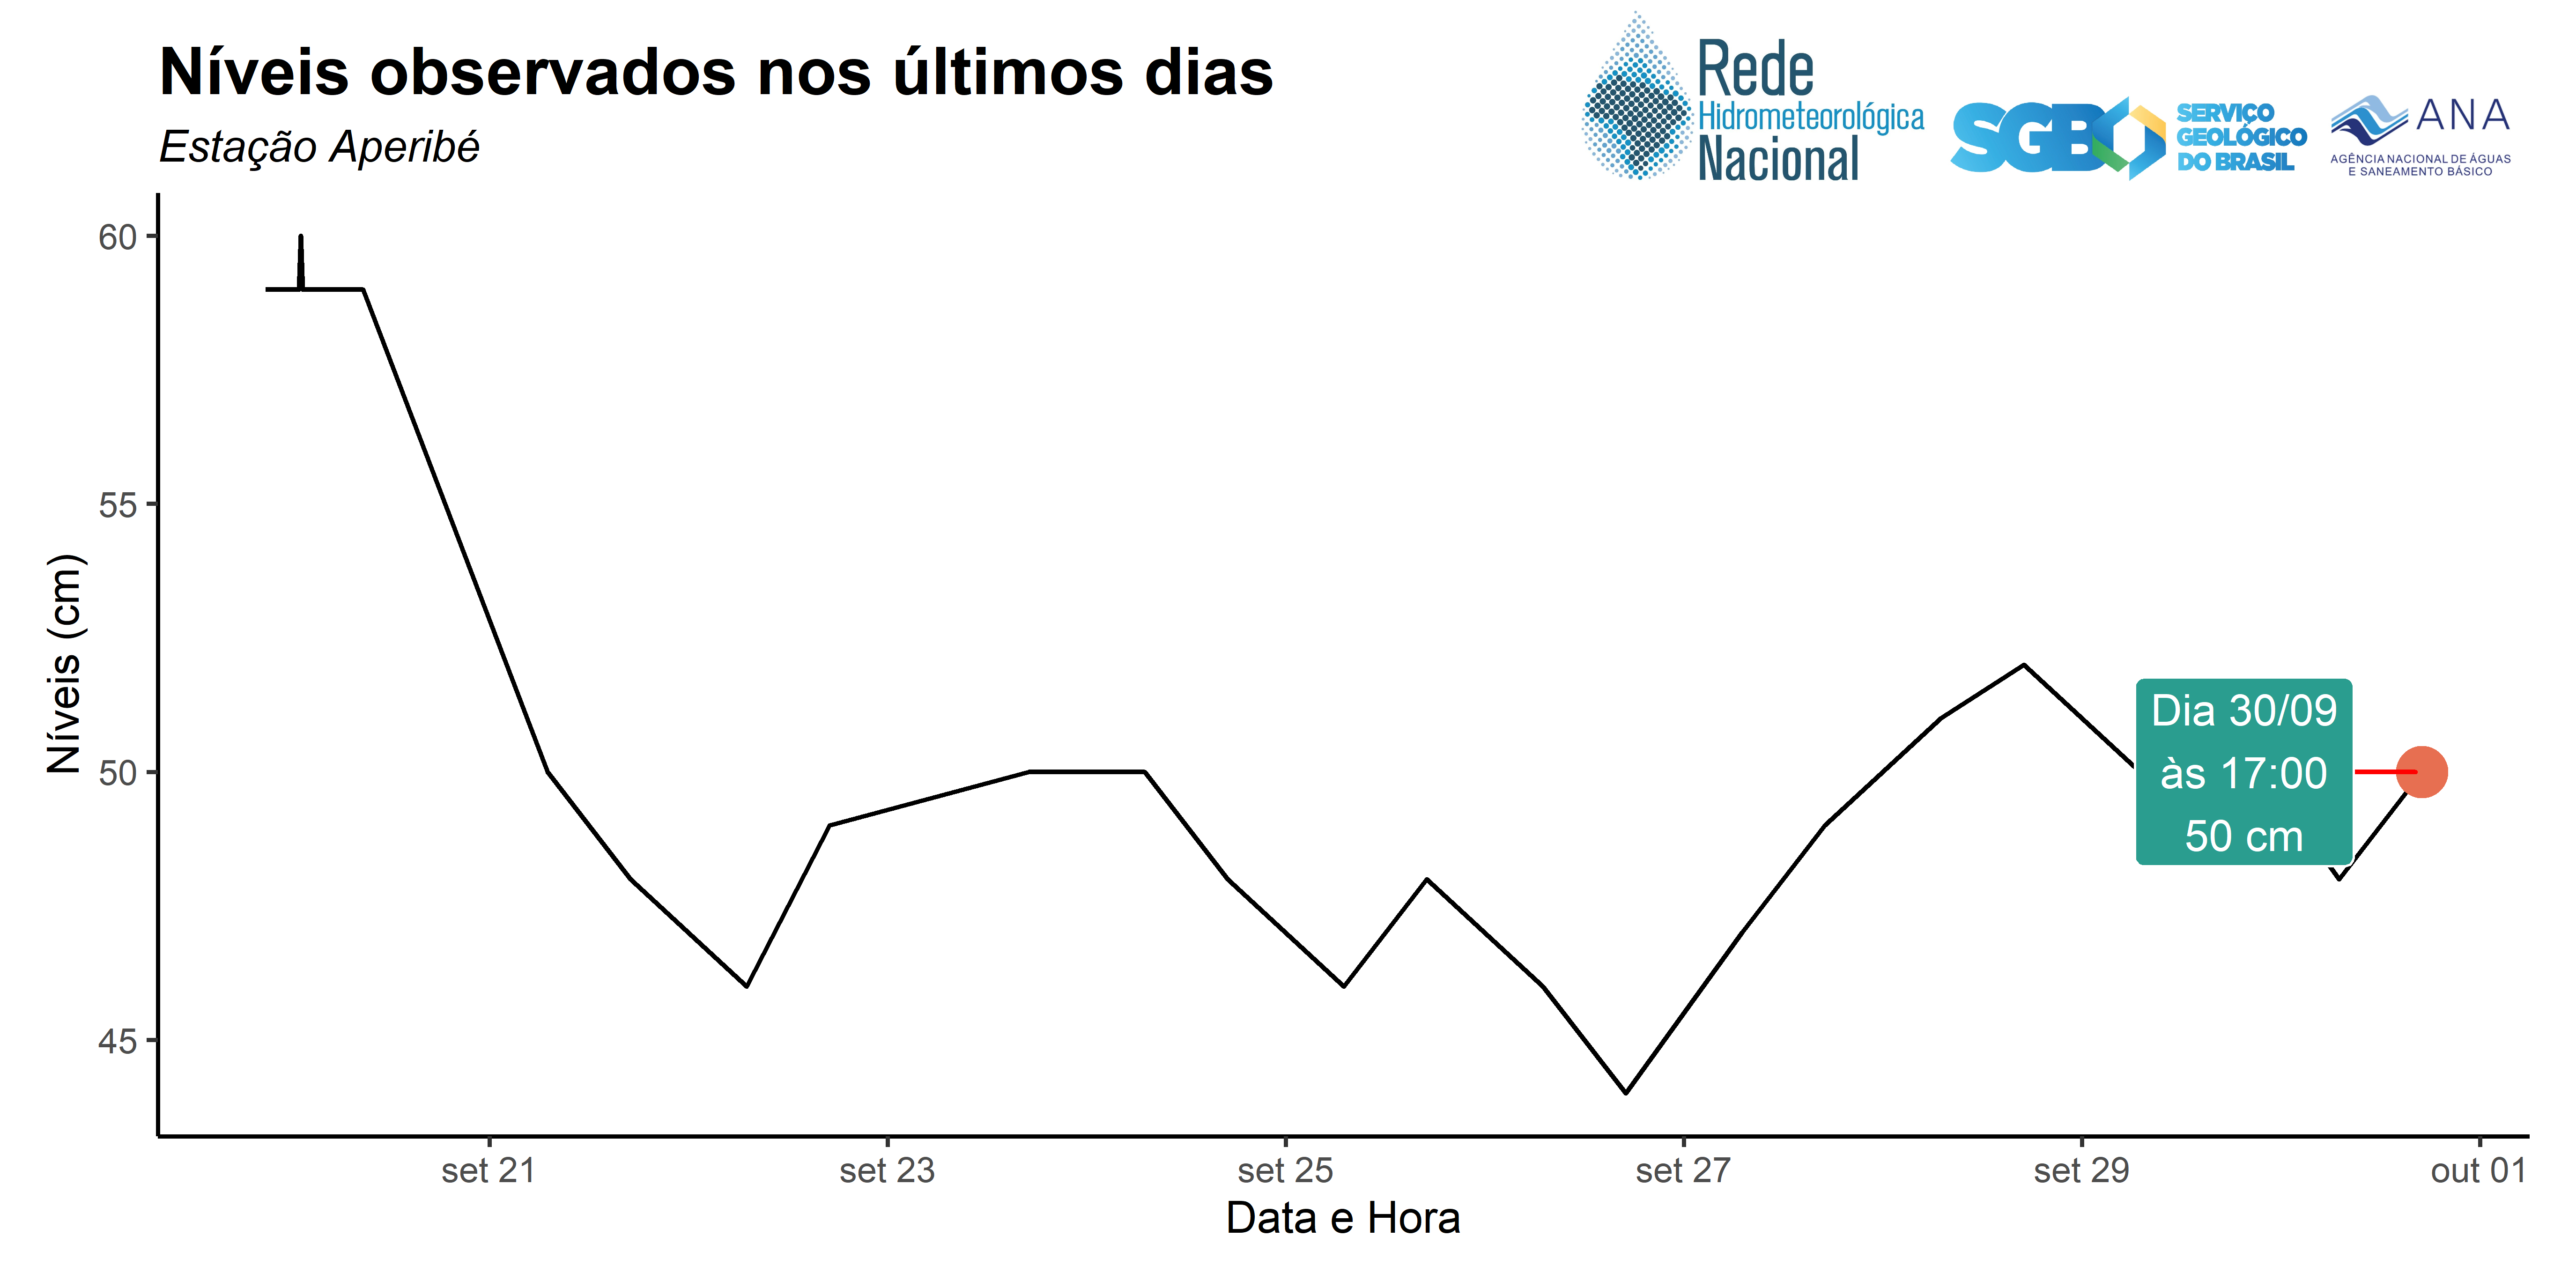 Níveis observados nos últimos dias
Estação Aperibé
Rede
Hidrometeorológica
Nacional
SGB
SERVIÇO
GEOLÓGICO
DO BRASIL
ANA
AGÊNCIA NACIONAL DE ÁGUAS
E SANEAMENTO BÁSICO
Níveis (cm)
60
55
50
45
Dia 30/09
às 17:00
50 cm
set 21
set 23
set 25
set 27
set 29
out 01
Data e Hora